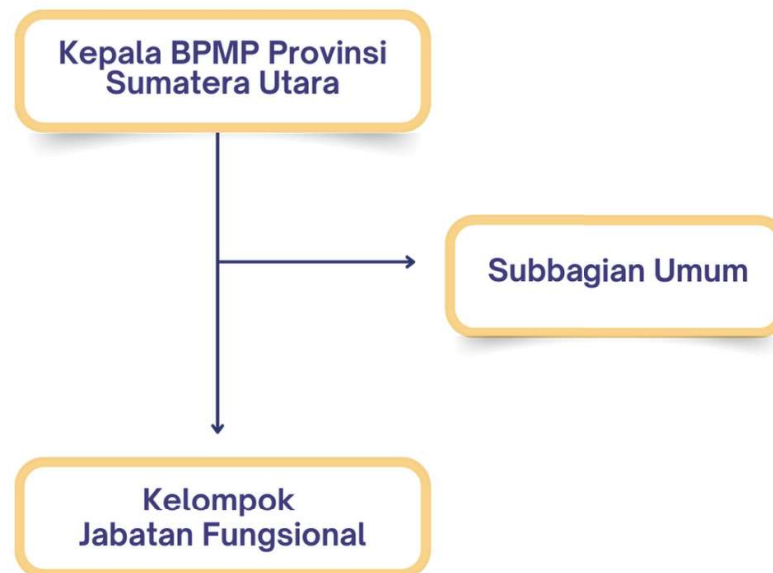 Kepala BPMP Provinsi
Sumatera Utara
Subbagian Umum
Kelompok
Jabatan Fungsional